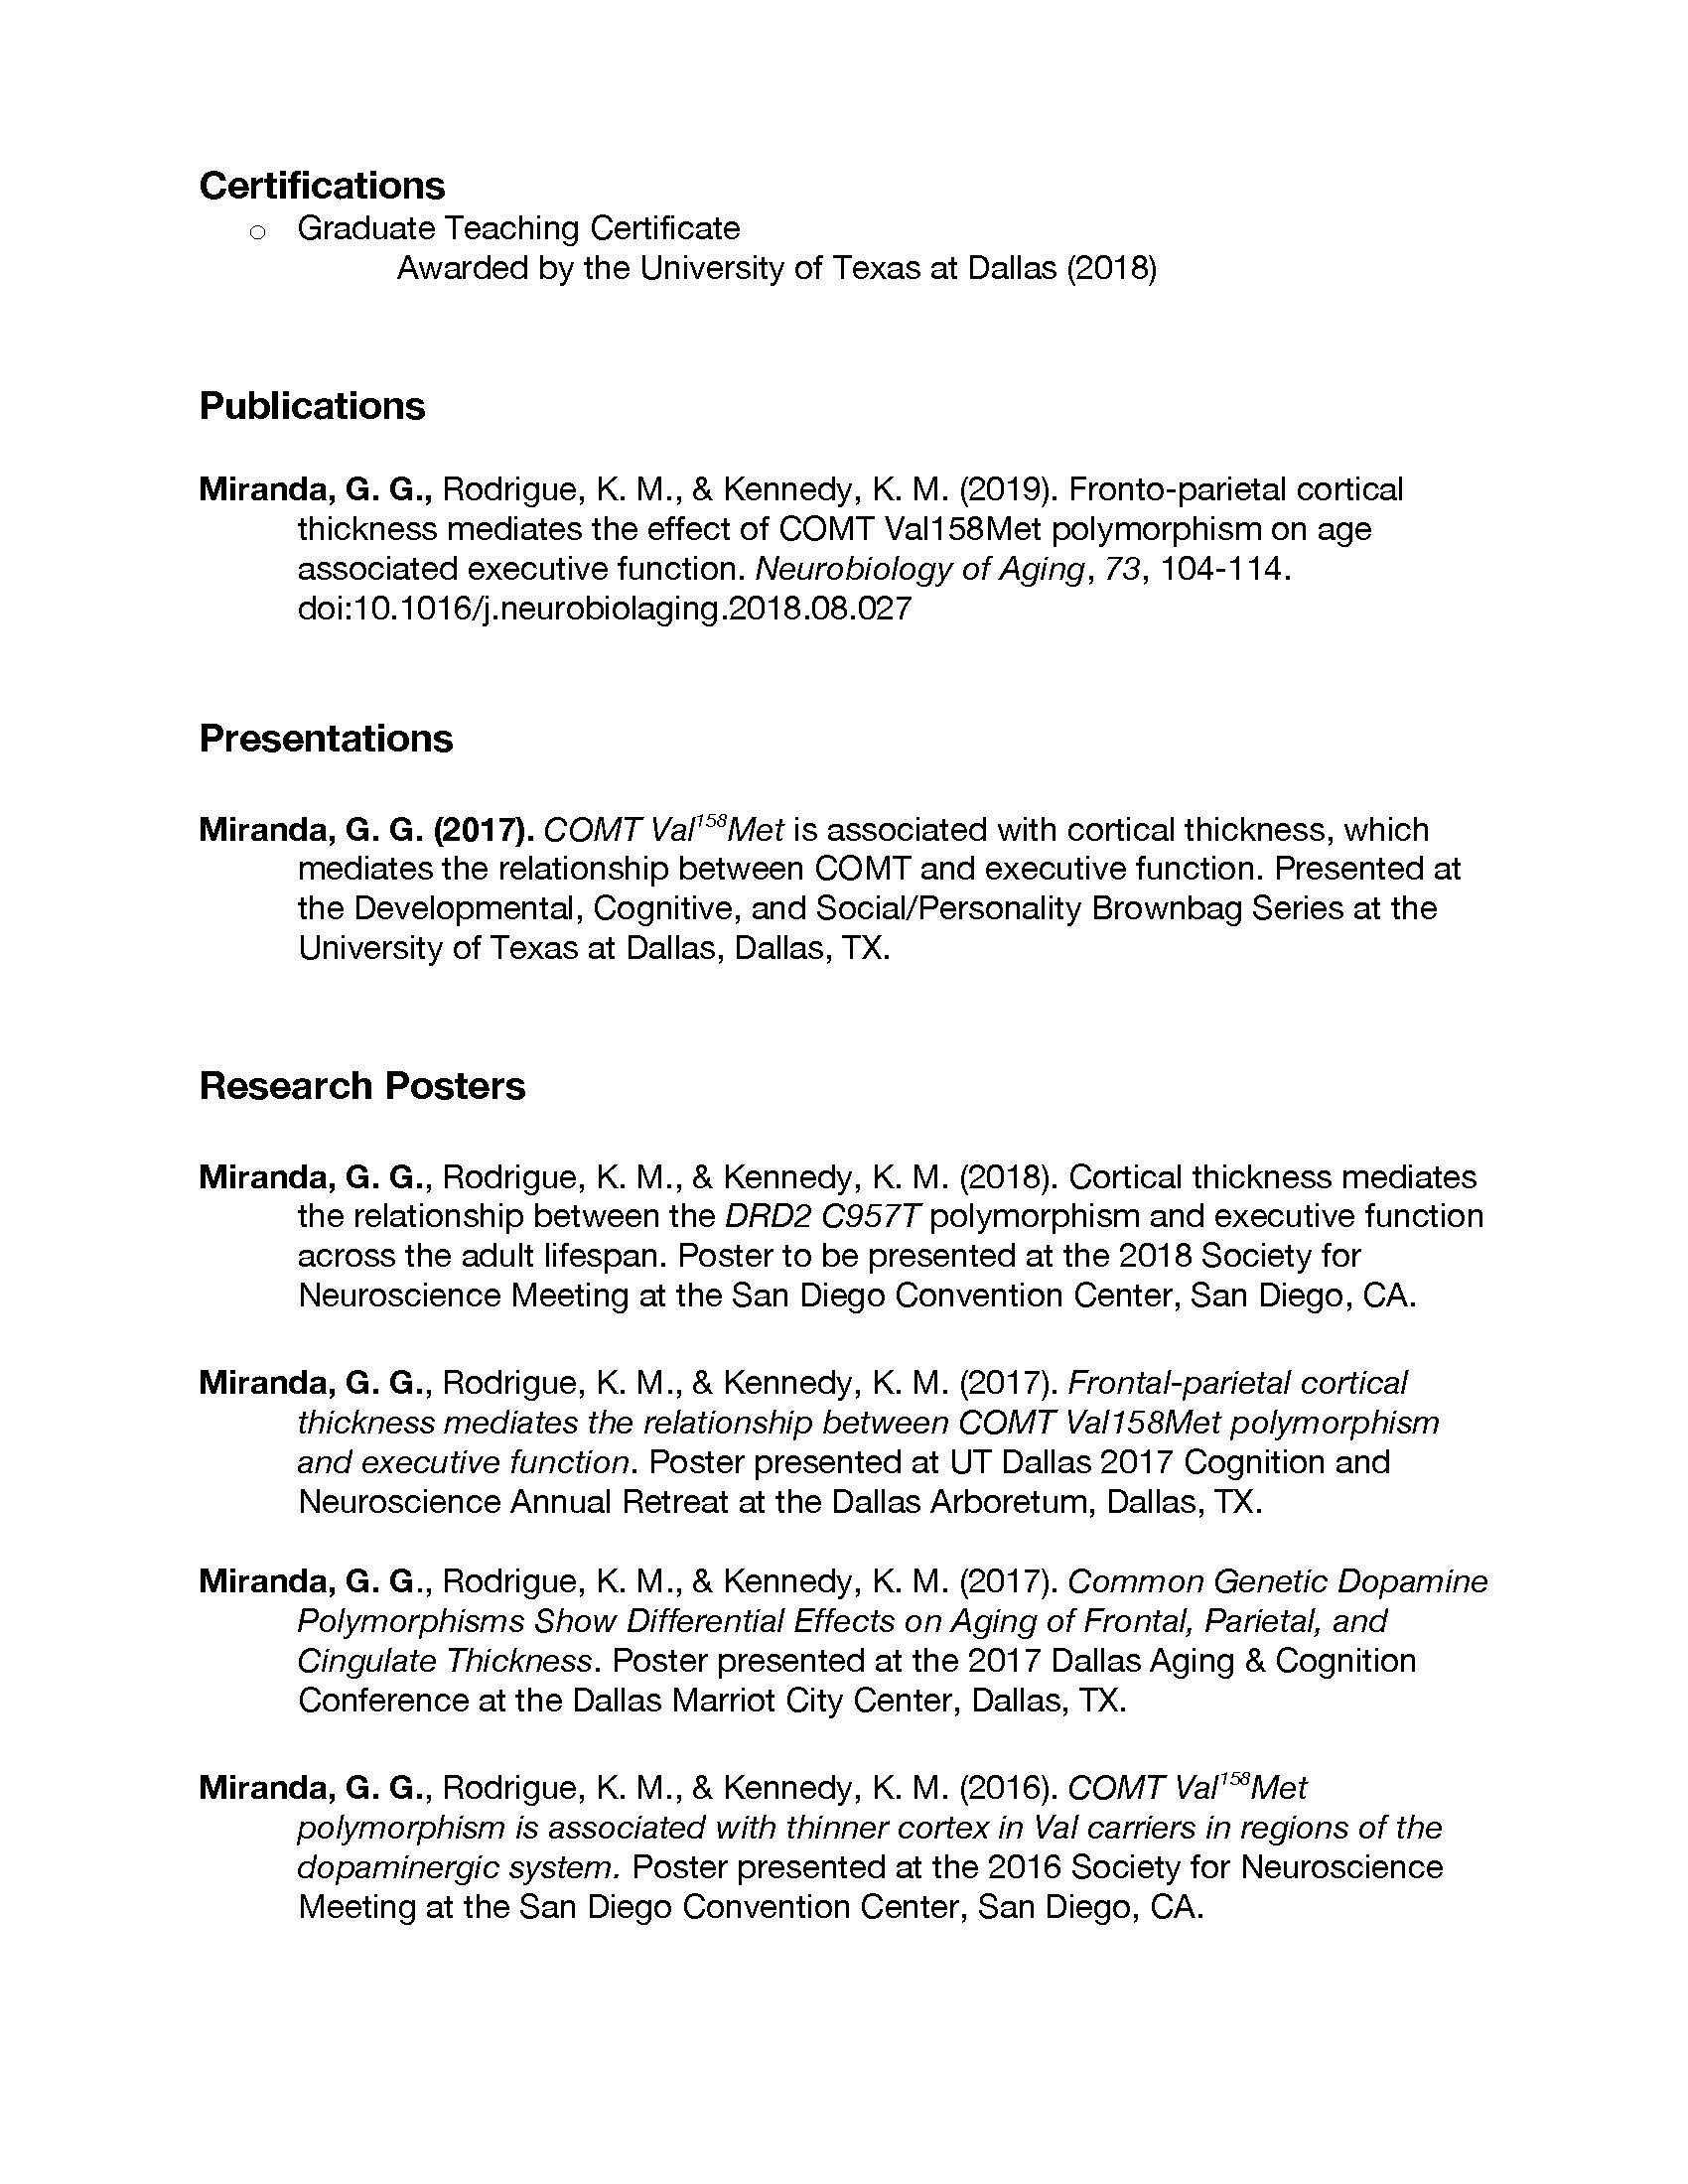 Certifications
○ Graduate Teaching Certificate
Awarded by the University of Texas at Dallas (2018)
Publications
Miranda, G. G., Rodrigue, K. M., & Kennedy, K. M. (2019). Fronto-parietal cortical
thickness mediates the effect of COMT Val158Met polymorphism on age
associated executive function. Neurobiology of Aging, 73, 104-114.
doi:10.1016/j.neurobiolaging.2018.08.027
Presentations
Miranda, G. G. (2017). COMT Val¹⁵⁸Met is associated with cortical thickness, which
mediates the relationship between COMT and executive function. Presented at
the Developmental, Cognitive, and Social/Personality Brownbag Series at the
University of Texas at Dallas, Dallas, TX.
Research Posters
Miranda, G. G., Rodrigue, K. M., & Kennedy, K. M. (2018). Cortical thickness mediates
the relationship between the DRD2 C957T polymorphism and executive function
across the adult lifespan. Poster to be presented at the 2018 Society for
Neuroscience Meeting at the San Diego Convention Center, San Diego, CA.
Miranda, G. G., Rodrigue, K. M., & Kennedy, K. M. (2017). Frontal-parietal cortical
thickness mediates the relationship between COMT Val158Met polymorphism
and executive function. Poster presented at UT Dallas 2017 Cognition and
Neuroscience Annual Retreat at the Dallas Arboretum, Dallas, TX.
Miranda, G. G., Rodrigue, K. M., & Kennedy, K. M. (2017). Common Genetic Dopamine
Polymorphisms Show Differential Effects on Aging of Frontal, Parietal, and
Cingulate Thickness. Poster presented at the 2017 Dallas Aging & Cognition
Conference at the Dallas Marriot City Center, Dallas, TX.
Miranda, G. G., Rodrigue, K. M., & Kennedy, K. M. (2016). COMT Val¹⁵⁸Met
polymorphism is associated with thinner cortex in Val carriers in regions of the
dopaminergic system. Poster presented at the 2016 Society for Neuroscience
Meeting at the San Diego Convention Center, San Diego, CA.